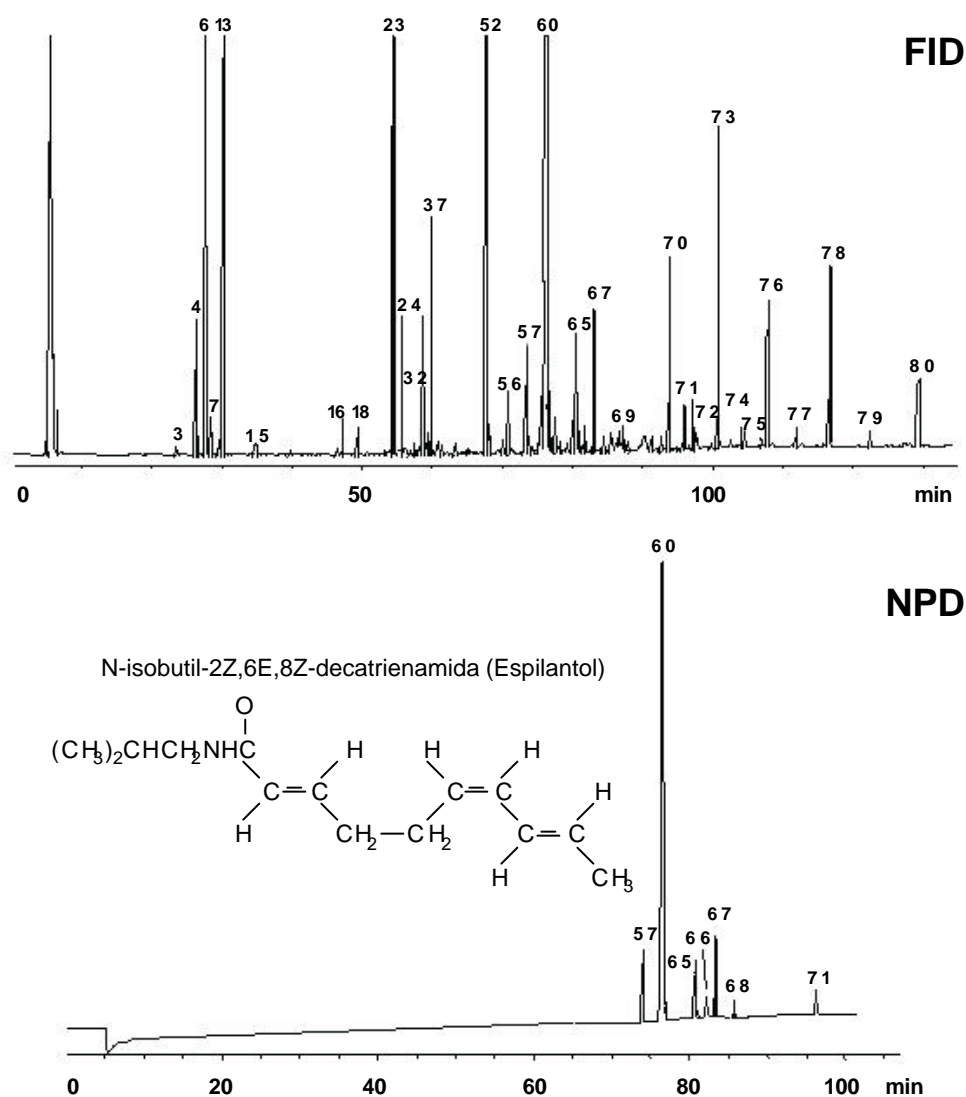 6 13 23 52 60
FID
73
37
70 78
4 24 76
67
57 65
32 80
7 56 71
16 18 69 72 74
3 15 75 77 79
0 50 100 min
60
NPD
N-isobutil-2Z,6E,8Z-decatrienamida (Espilantol)
O
(CH3)2CHCH2NHC H H H
C=C C=C H
H CH2—CH2 C=C
H CH3
57 65 66 67 68 71
0 20 40 60 80 100 min